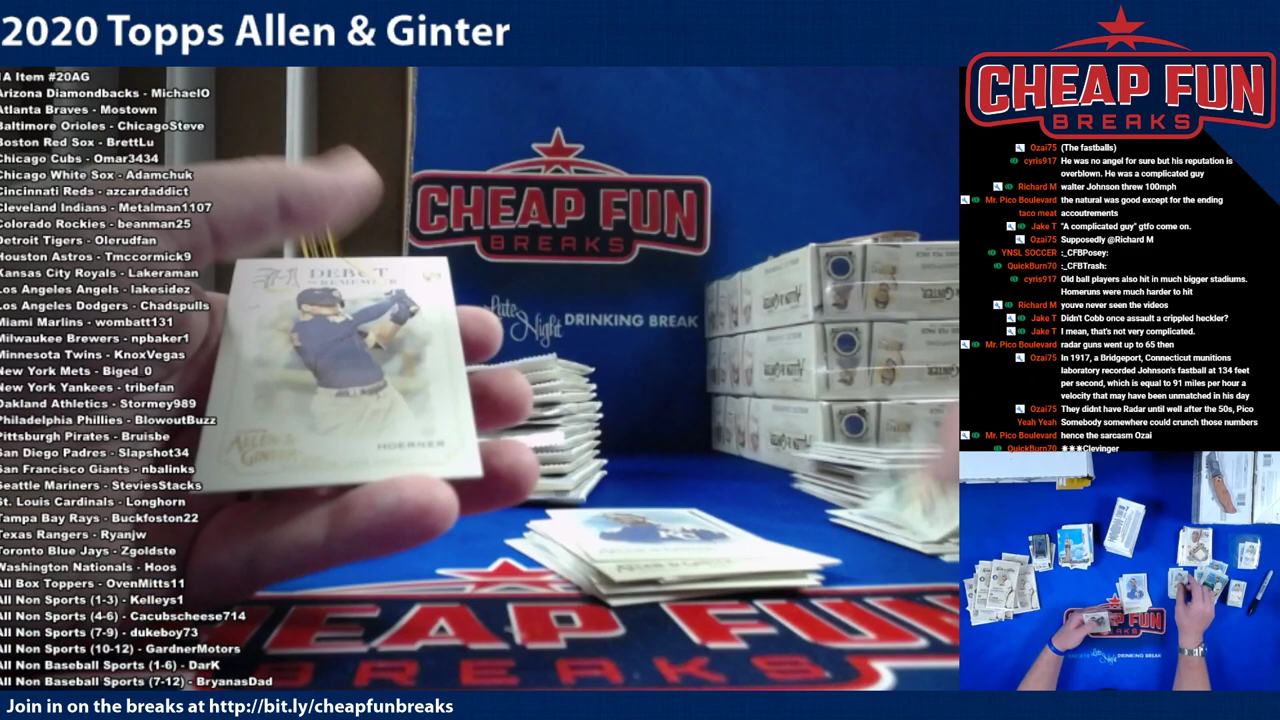 2020 Topps Allen & Ginter
1A Item #20AG
Arizona Diamondbacks - MichaelO
Atlanta Braves - Mostown
Baltimore Orioles - ChicagoSteve
Boston Red Sox - BrettLu
Chicago Cubs - Omar3434
Chicago White Sox - Adamchuk
Cincinnati Reds - azcardaddict
Cleveland Indians - Metalman1107
Colorado Rockies - beanman25
Detroit Tigers - Olerudfan
Houston Astros - Tmccormick9
Kansas City Royals - Lakeraman
Los Angeles Angels - lakesidez
Los Angeles Dodgers - Chadspulls
Miami Marlins - wombatt131
Milwaukee Brewers - npbaker1
Minnesota Twins - KnoxVegas
New York Mets - Biged_0
New York Yankees - tribefan
Oakland Athletics - Stormey989
Philadelphia Phillies - BlowoutBuzz
Pittsburgh Pirates - Bruisbe
San Diego Padres - Slapshot34
San Francisco Giants - nbalinks
Seattle Mariners - SteviesStacks
St. Louis Cardinals - Longhorn
Tampa Bay Rays - Buckfoston22
Texas Rangers - Ryanjw
Toronto Blue Jays - Zgoldste
Washington Nationals - Hoos
All Box Toppers - OvenMitts11
All Non Sports (1-3) - Kelleys1
All Non Sports (4-6) - Cacubscheese714
All Non Sports (7-9) - dukeboy73
All Non Sports (10-12) - GardnerMotors
All Non Baseball Sports (1-6) - DarK
All Non Baseball Sports (7-12) - BryanasDad
DEBUT
HOERNER
ALLEN &
GINTER
CHEAP FUN
BREAKS
Late Night DRINKING BREAK
CHEAP FUN
BREAKS
CHEAP FUN
BREAKS
Ozai75 (The fastballs)
cyris917 He was no angel for sure but his reputation is
overblown. He was a complicated guy
Richard M walter Johnson threw 100mph
Mr. Pico Boulevard the natural was good except for the ending
taco meat accoutrements
Jake T "A complicated guy" gtfo come on.
Ozai75 Supposedly @Richard M
YNSL SOCCER :_CFBPosey:
QuickBurn70 :_CFBTrash:
cyris917 Old ball players also hit in much bigger stadiums.
Homeruns were much harder to hit
Richard M youve never seen the videos
Jake T Didn't Cobb once assault a crippled heckler?
Jake T I mean, that's not very complicated.
Mr. Pico Boulevard radar guns went up to 65 then
Ozai75 In 1917, a Bridgeport, Connecticut munitions
laboratory recorded Johnson's fastball at 134 feet
per second, which is equal to 91 miles per hour a
velocity that may have been unmatched in his day
Ozai75 They didnt have Radar until well after the 50s, Pico
Yeah Yeah Somebody somewhere could crunch those numbers
Mr. Pico Boulevard hence the sarcasm Ozai
QuickBurn70 ***Clevinger
Late Night DRINKING BREAK
Join in on the breaks at http://bit.ly/cheapfunbreaks